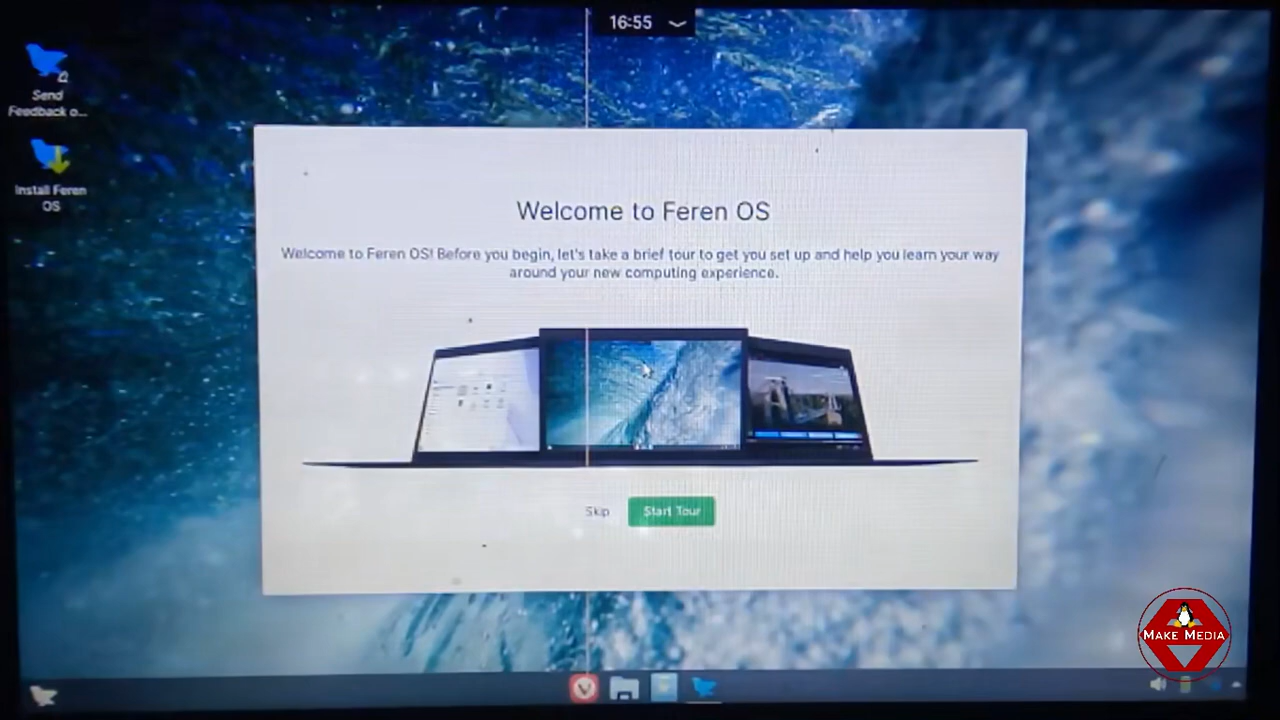 16:55
Send
Feedback o...
Install Feren
OS
Welcome to Feren OS
Welcome to Feren OS! Before you begin, let's take a brief tour to get you set up and help you learn your way
around your new computing experience.
Skip
Start Tour
MAKE MEDIA